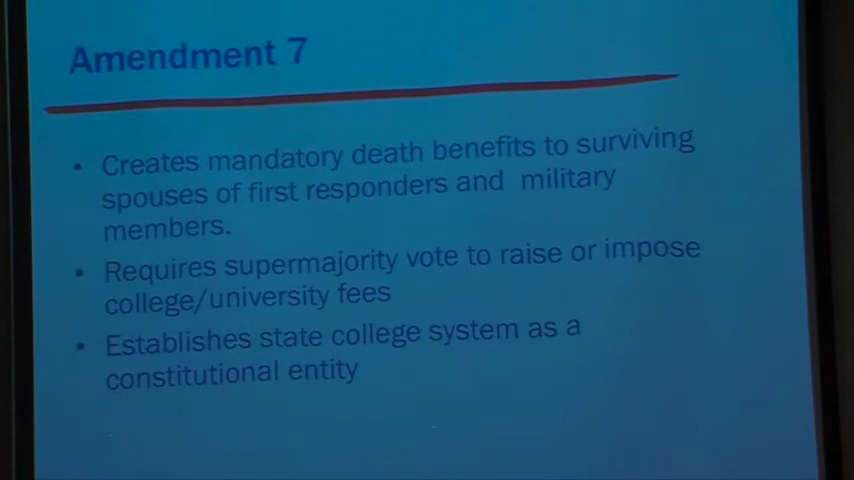 Amendment 7
• Creates mandatory death benefits to surviving
spouses of first responders and military
members.
• Requires supermajority vote to raise or impose
college/university fees
• Establishes state college system as a
constitutional entity